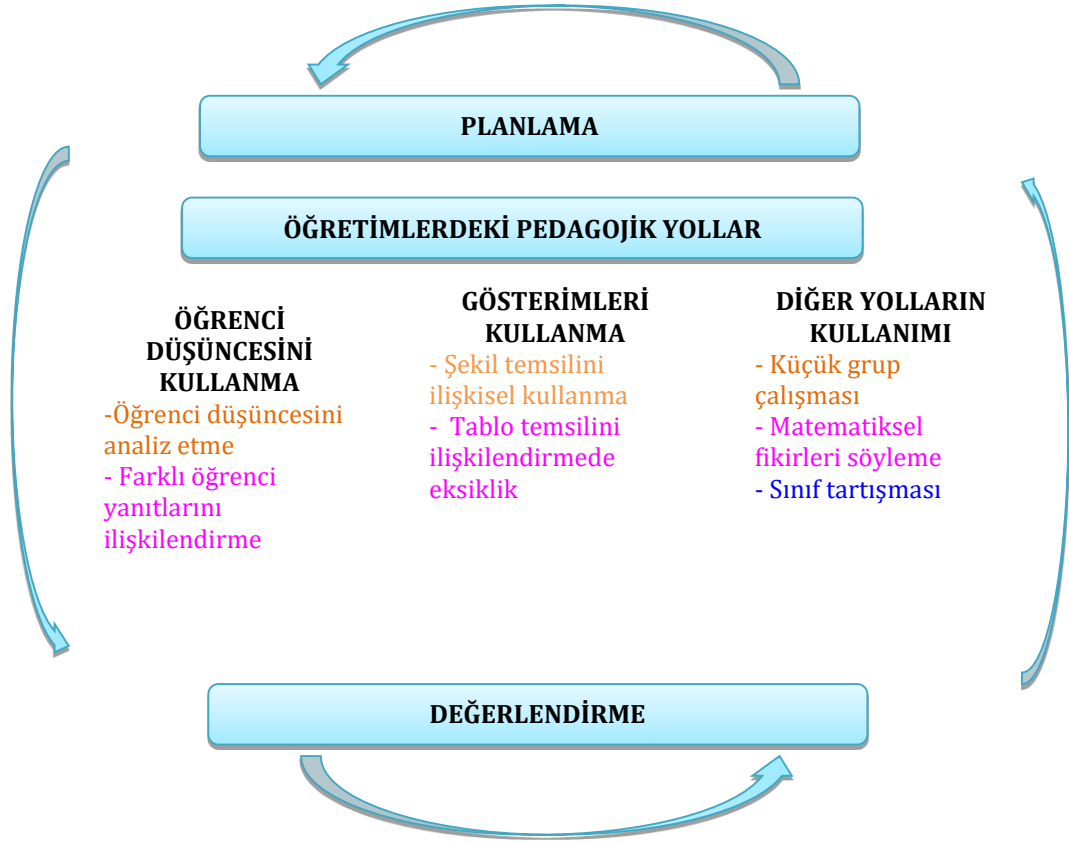 PLANLAMA
ÖĞRETİMLERDEKİ PEDAGOJİK YOLLAR
ÖĞRENCİ
DÜŞÜNCESİNİ
KULLANMA
-Öğrenci düşüncesini
analiz etme
- Farklı öğrenci
yanıtlarını
ilişkilendirme
GÖSTERİMLERİ
KULLANMA
- Şekil temsilini
ilişkisel kullanma
- Tablo temsilini
ilişkilendirmede
eksiklik
DİĞER YOLLARIN
KULLANIMI
- Küçük grup
çalışması
- Matematiksel
fikirleri söyleme
- Sınıf tartışması
DEĞERLENDİRME